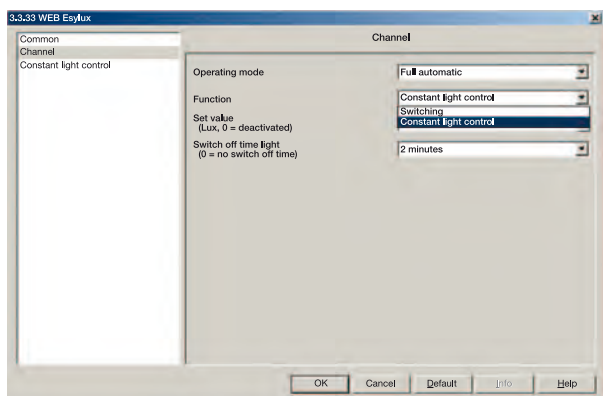 3.3.33 WEB Esylux
Common
Channel
Constant light control
Channel
Operating mode
Full automatic
Function
Constant light control
Switching
Constant light control
Set value
(Lux, 0 = deactivated)
Switch off time light
(0 = no switch off time)
2 minutes
OK
Cancel
Default
Info
Help